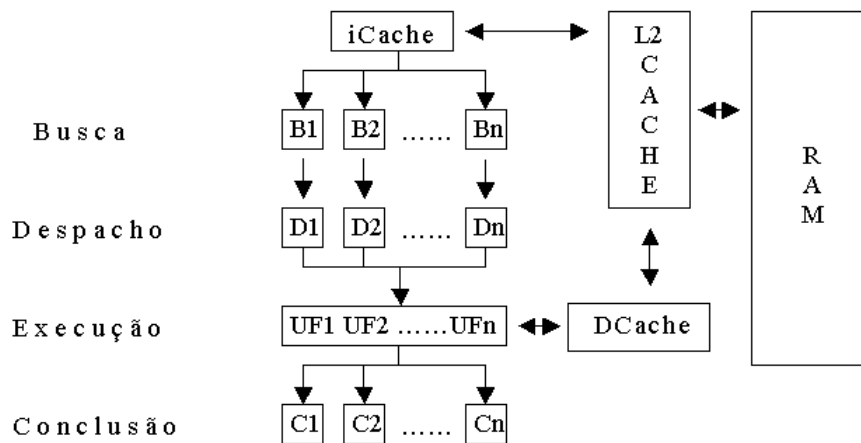 iCache
L2
C
A
C
H
E
R
A
M
Busca
B1 B2 ...... Bn
Despacho
D1 D2 ...... Dn
Execução
UF1 UF2 ......UFn
DCache
Conclusão
C1 C2 ...... Cn